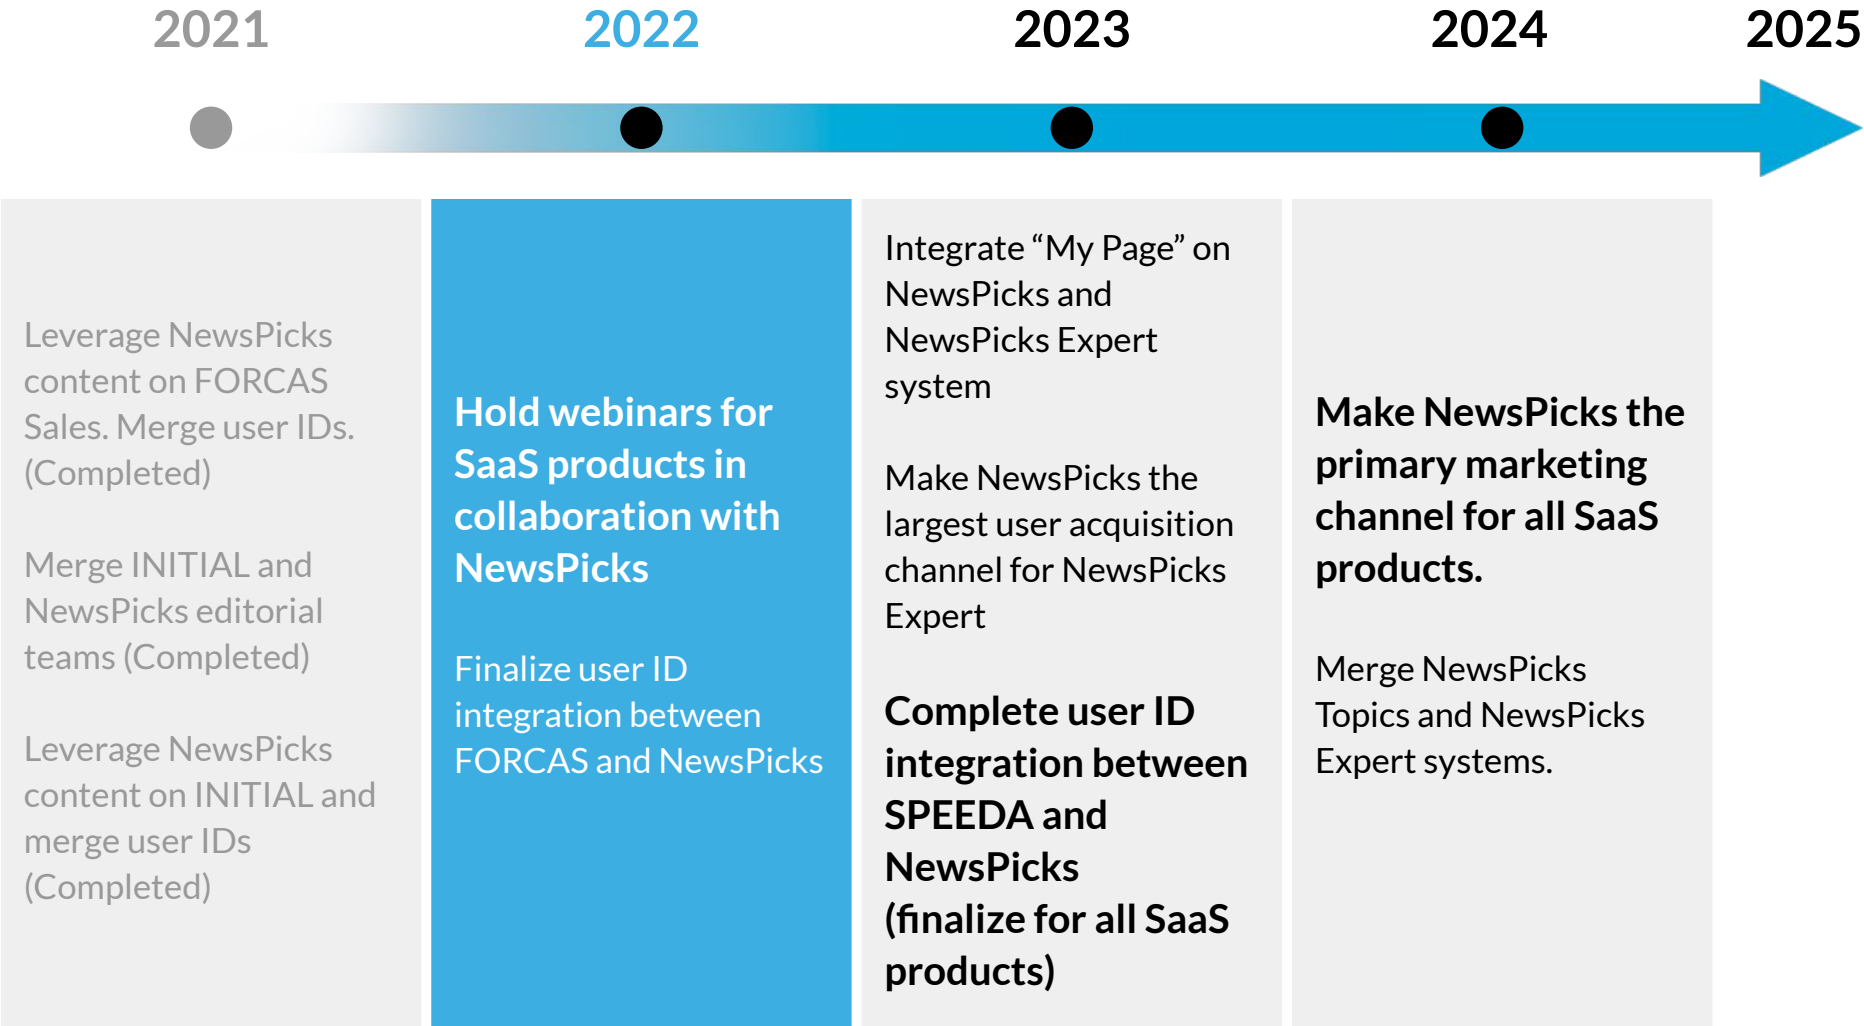 2021
2022
2023
2024
2025
Leverage NewsPicks
content on FORCAS
Sales. Merge user IDs.
(Completed)
Merge INITIAL and
NewsPicks editorial
teams (Completed)
Leverage NewsPicks
content on INITIAL and
merge user IDs
(Completed)
Hold webinars for
SaaS products in
collaboration with
NewsPicks
Finalize user ID
integration between
FORCAS and NewsPicks
Integrate “My Page” on
NewsPicks and
NewsPicks Expert
system
Make NewsPicks the
largest user acquisition
channel for NewsPicks
Expert
Complete user ID
integration between
SPEEDA and
NewsPicks
(finalize for all SaaS
products)
Make NewsPicks the
primary marketing
channel for all SaaS
products.
Merge NewsPicks
Topics and NewsPicks
Expert systems.